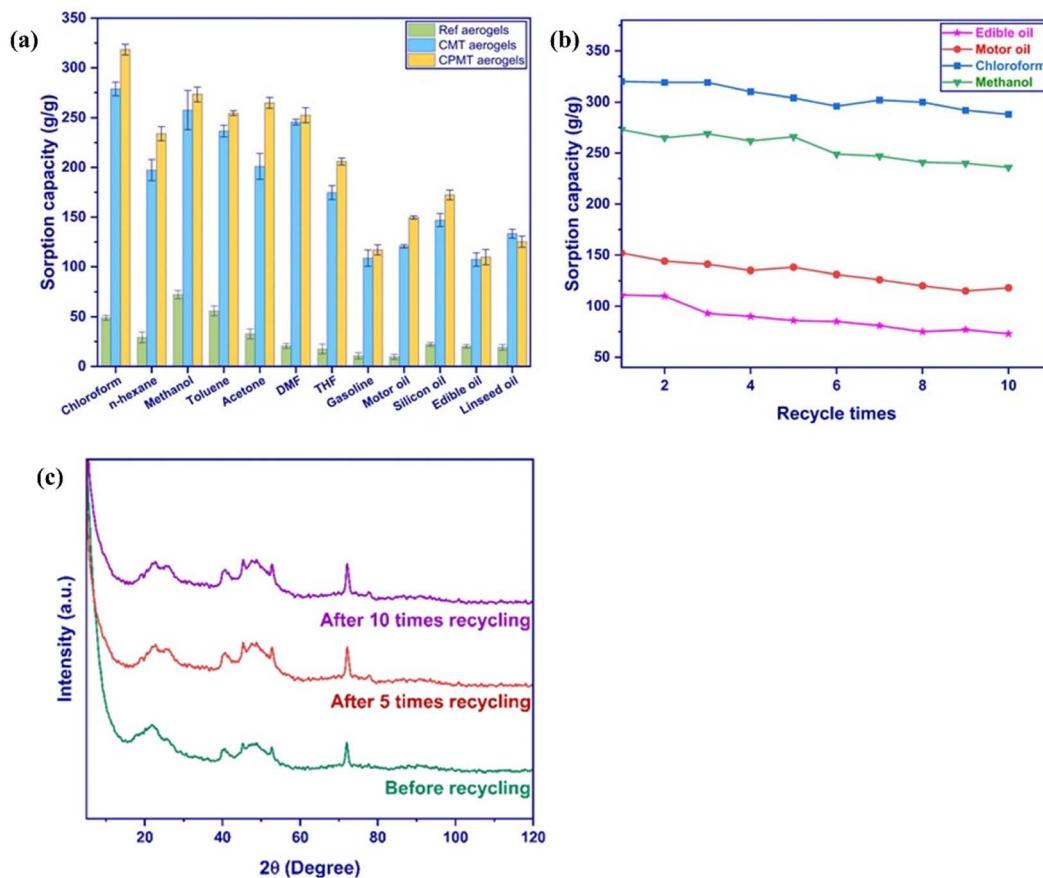 (a)
Sorption capacity (g/g)
350
300
250
200
150
100
50
0
Ref aerogels
CMT aerogels
CPMT aerogels
Chloroform
n-hexane
Methanol
Toluene
Acetone
DMF
THF
Gasoline
Motor oil
Silicon oil
Edible oil
Linseed oil
(b)
Sorption capacity (g/g)
350
300
250
200
150
100
50
Edible oil
Motor oil
Chloroform
Methanol
2 4 6 8 10
Recycle times
(c)
Intensity (a.u.)
After 10 times recycling
After 5 times recycling
Before recycling
20 40 60 80 100 120
2θ (Degree)